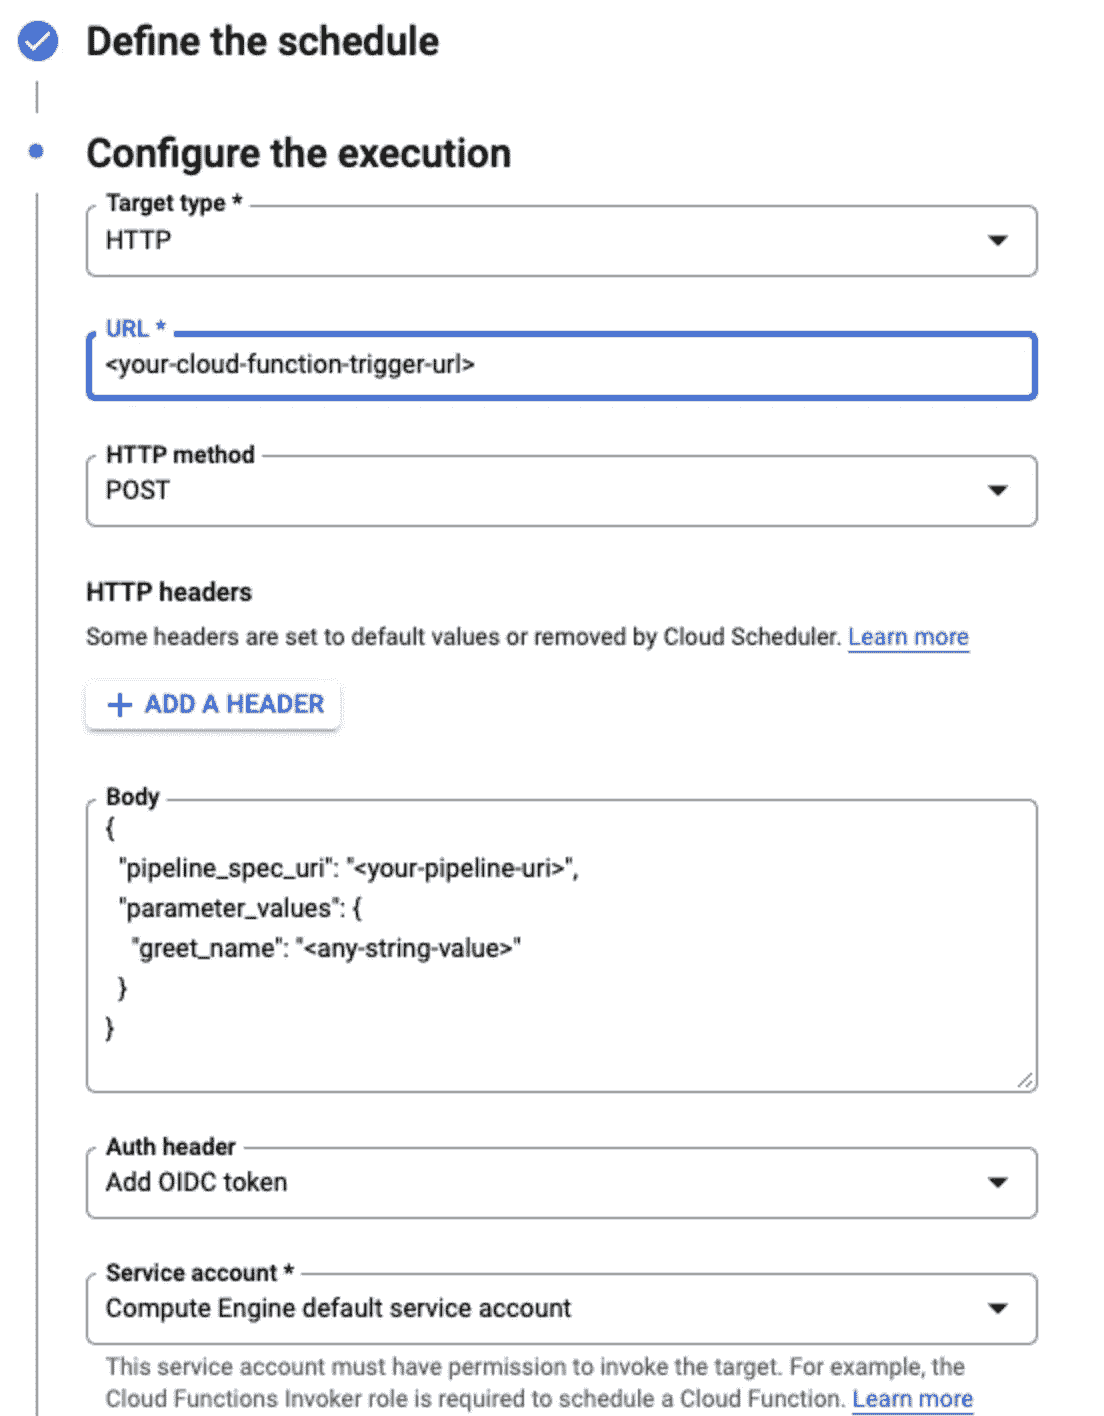 Define the schedule
Configure the execution
Target type *
HTTP
URL *
<your-cloud-function-trigger-url>
HTTP method
POST
HTTP headers
Some headers are set to default values or removed by Cloud Scheduler. Learn more
+ ADD A HEADER
Body
{
  "pipeline_spec_uri": "<your-pipeline-uri>",
  "parameter_values": {
    "greet_name": "<any-string-value>"
  }
}
Auth header
Add OIDC token
Service account *
Compute Engine default service account
This service account must have permission to invoke the target. For example, the
Cloud Functions Invoker role is required to schedule a Cloud Function. Learn more